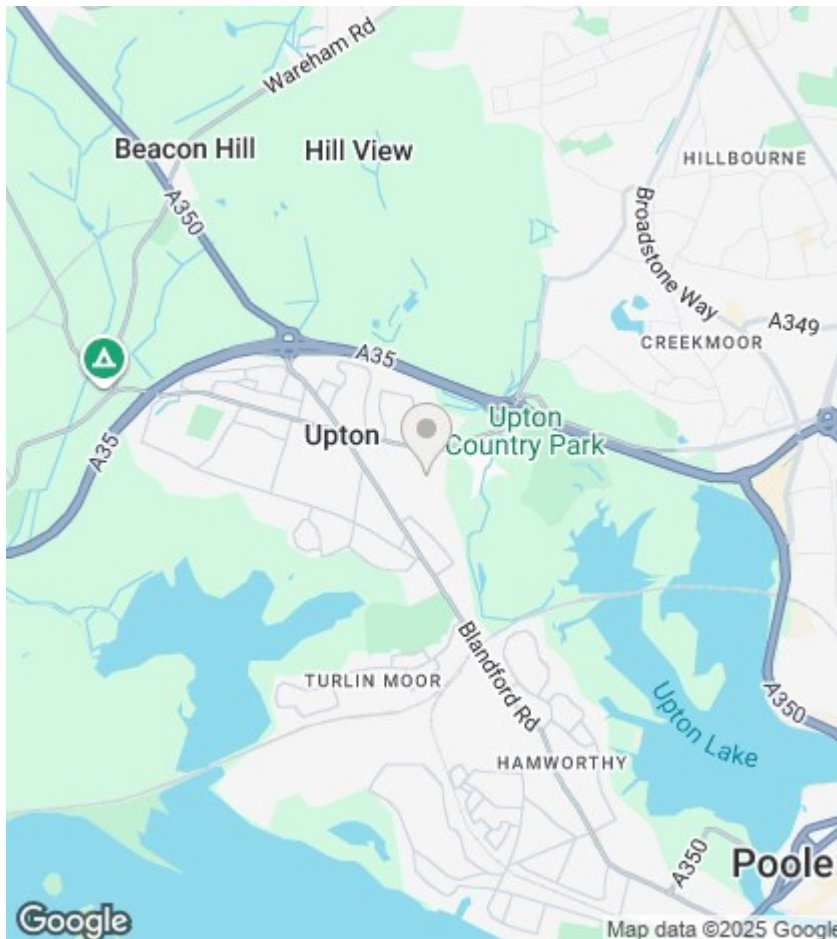 Wareham Rd
Beacon Hill
Hill View
HILLBOURNE
A350
Broadstone Way
A349
CREEKMOOR
A35
Upton
Country Park
Upton
A35
Blandford Rd
TURLIN MOOR
A350
Upton Lake
HAMWORTHY
A350
Poole
Google
Map data ©2025 Google